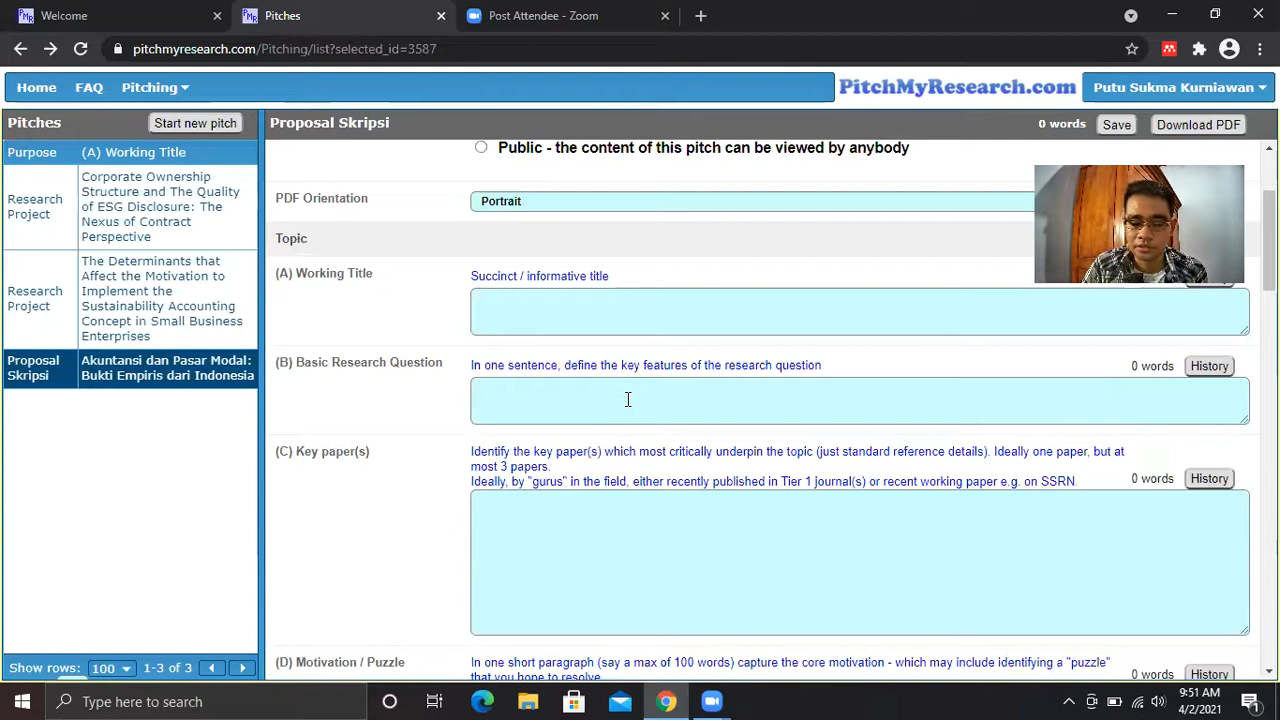 Welcome
Pitches
Post Attendee - Zoom
pitchmyresearch.com/Pitching/list?selected_id=3587
Home
FAQ
Pitching
PitchMyResearch.com
Putu Sukma Kurniawan
Pitches
Start new pitch
Proposal Skripsi
0 words
Save
Download PDF
Purpose
(A) Working Title
Research
Project
Corporate Ownership
Structure and The Quality
of ESG Disclosure: The
Nexus of Contract
Perspective
Research
Project
The Determinants that
Affect the Motivation to
Implement the
Sustainability Accounting
Concept in Small Business
Enterprises
Proposal
Skripsi
Akuntansi dan Pasar Modal:
Bukti Empiris dari Indonesia
Public - the content of this pitch can be viewed by anybody
PDF Orientation
Portrait
Topic
(A) Working Title
Succinct / informative title
(B) Basic Research Question
In one sentence, define the key features of the research question
0 words
History
(C) Key paper(s)
Identify the key paper(s) which most critically underpin the topic (just standard reference details). Ideally one paper, but at
most 3 papers.
Ideally, by "gurus" in the field, either recently published in Tier 1 journal(s) or recent working paper e.g. on SSRN.
0 words
History
(D) Motivation / Puzzle
In one short paragraph (say a max of 100 words) capture the core motivation - which may include identifying a "puzzle"
that you hope to resolve
0 words
History
Show rows:
100
1-3 of 3
Type here to search
9:51 AM
4/2/2021
1